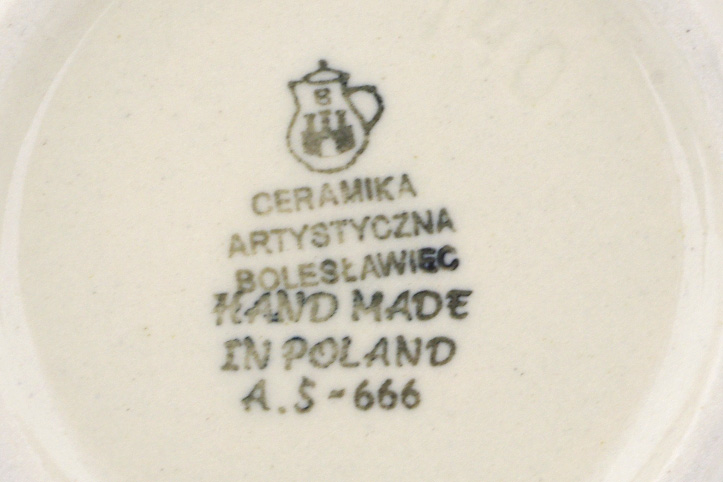 B
CERAMIKA
ARTYSTYCZNA
BOLESŁAWIEC
HAND MADE
IN POLAND
A.5-666